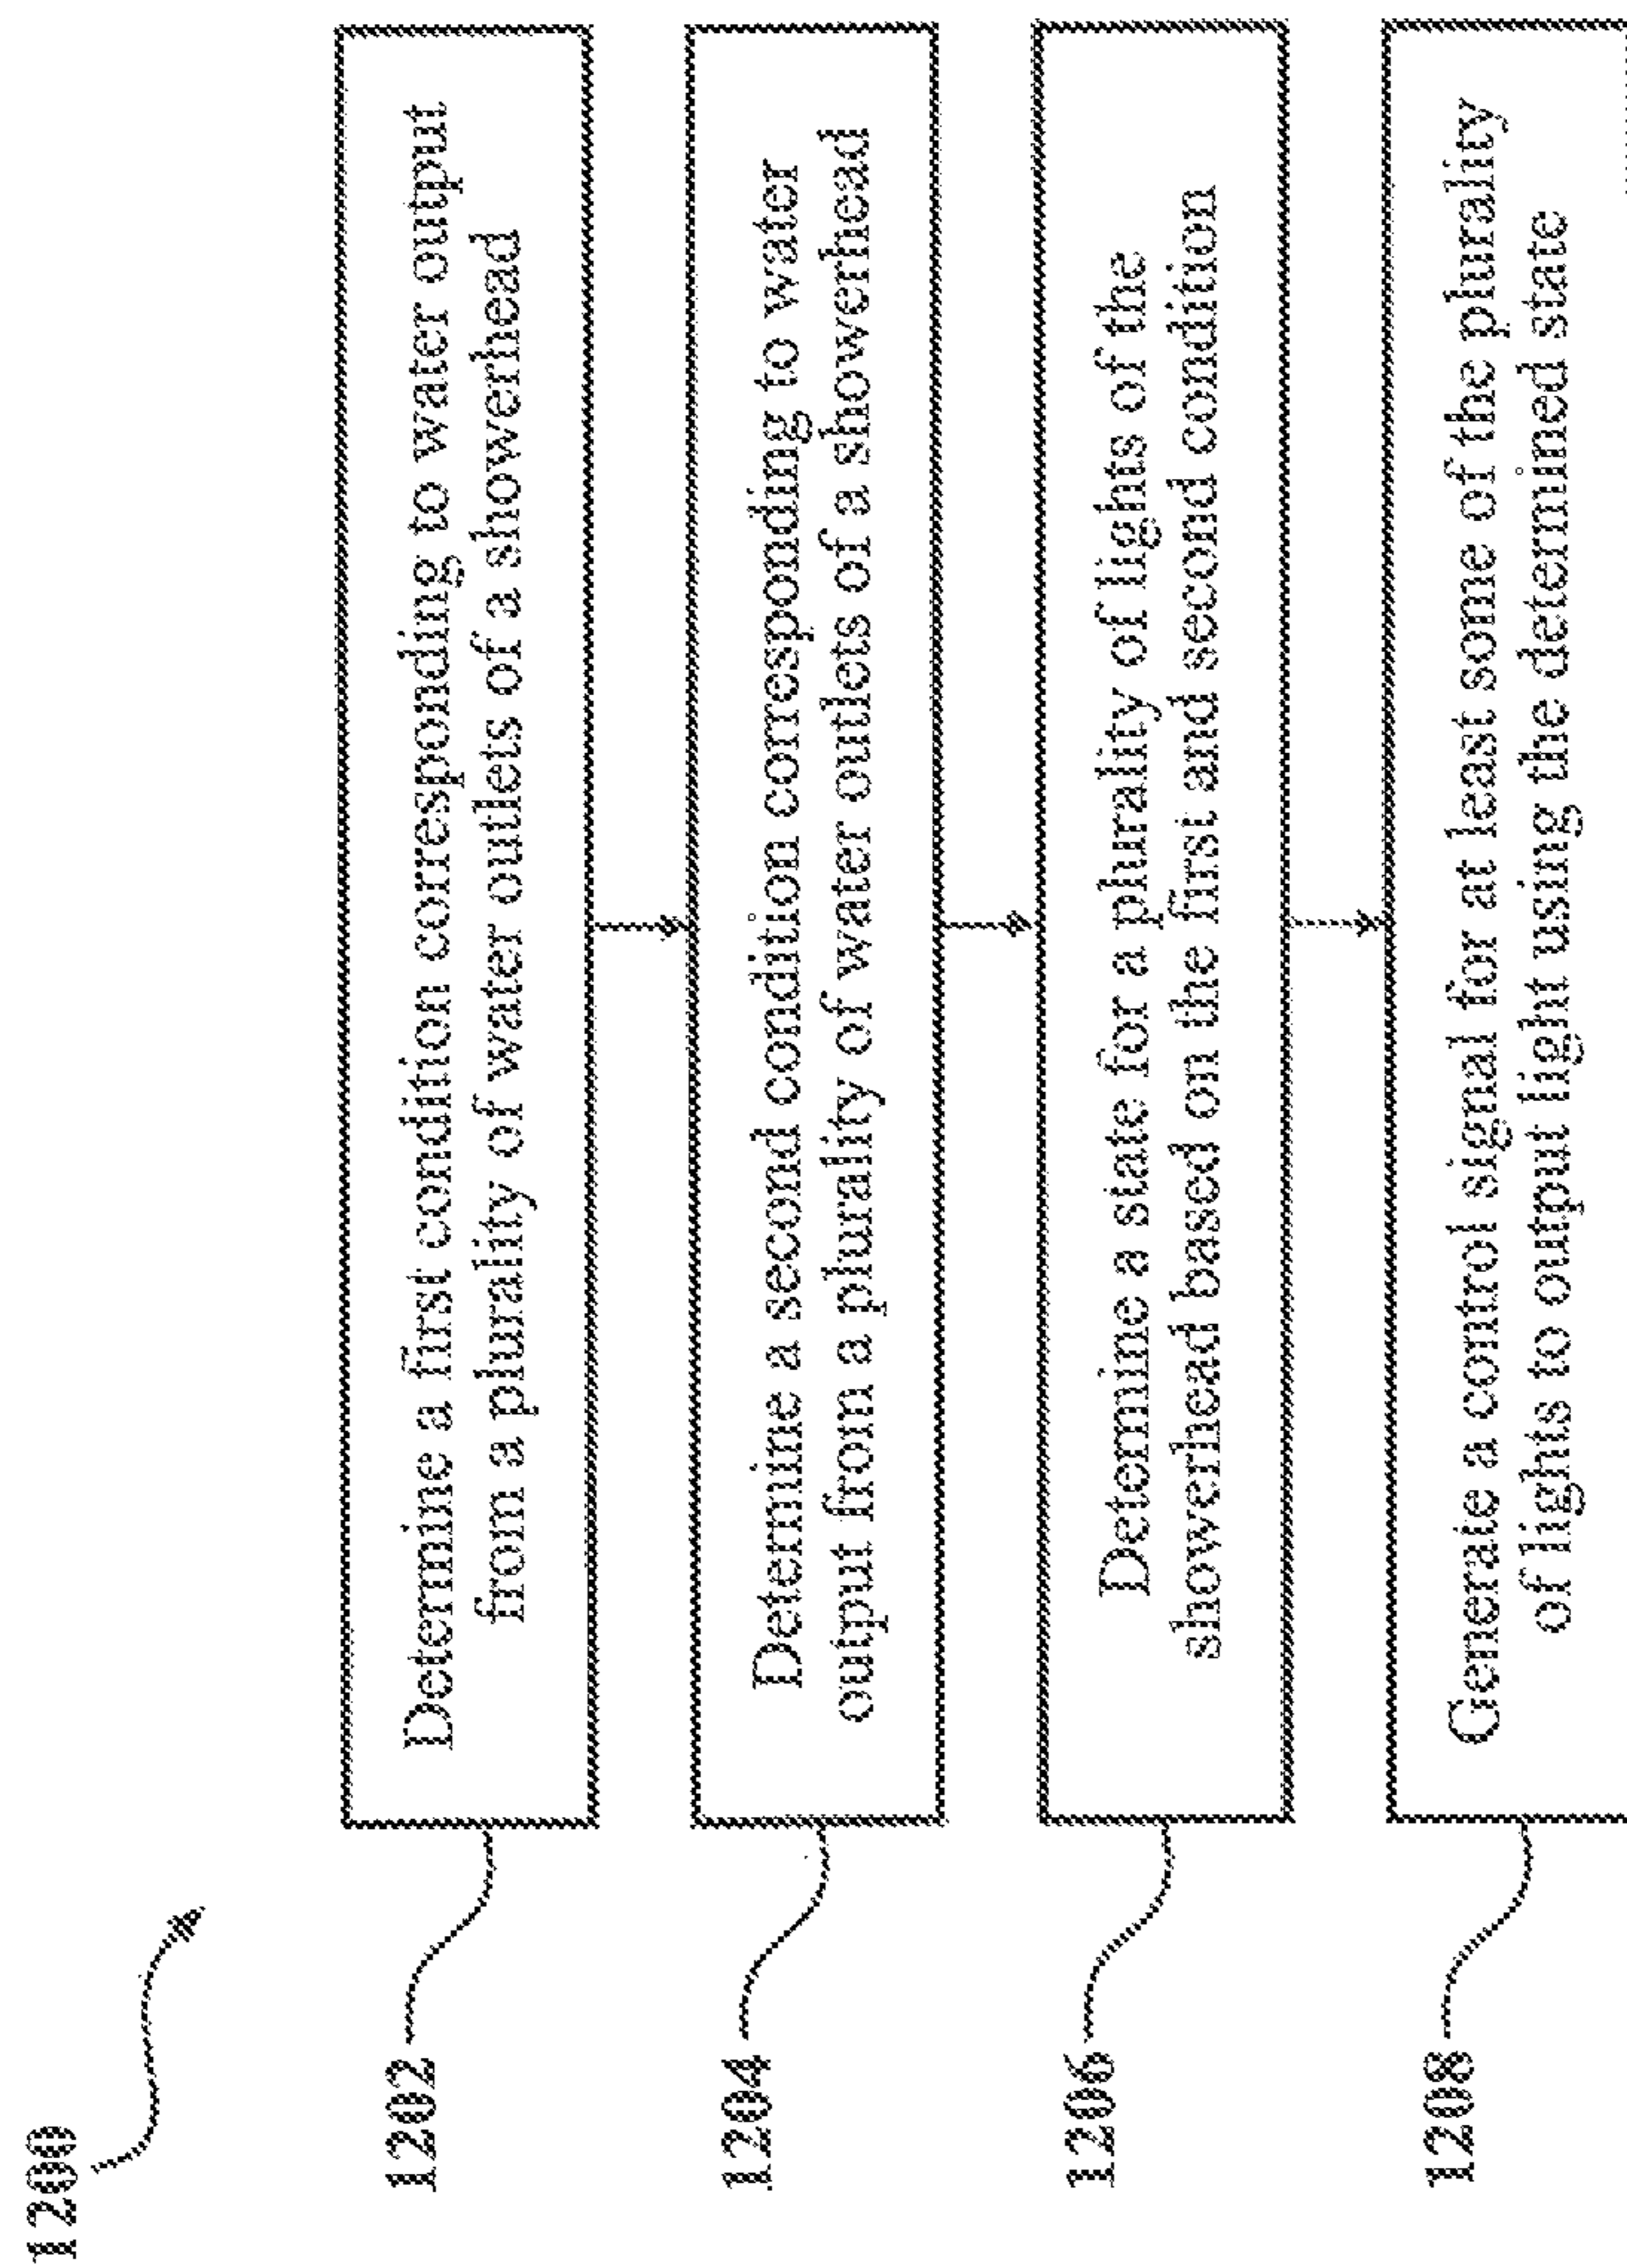 1200
1202
Determine a first condition corresponding to water output
from a plurality of water outlets of a showerhead
1204
Determine a second condition corresponding to water
output from a plurality of water outlets of a showerhead
1206
Determine a state for a plurality of lights of the
showerhead based on the first and second condition
1208
Generate a control signal for at least some of the plurality
of lights to output light using the determined state